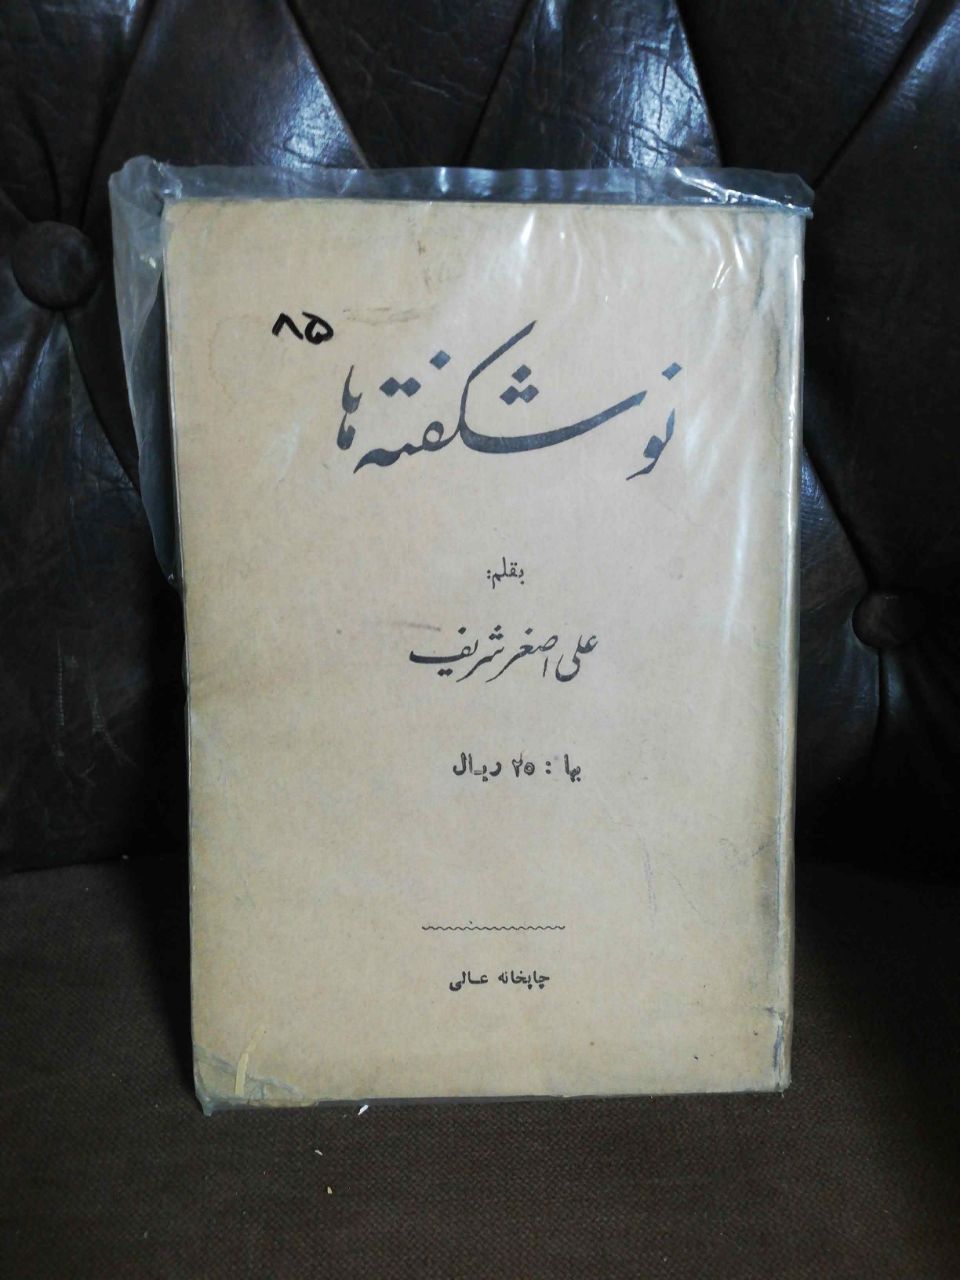 ۸۵
نوشکفته ها
بقلم:
علی اصغر شریف
بها : ۲۵ ریال
چاپخانه عالی